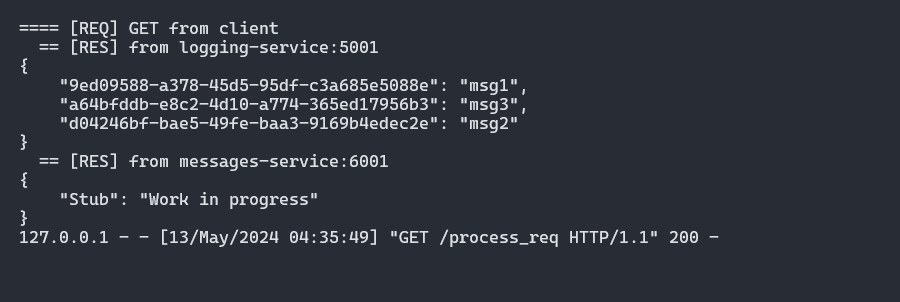 ==== [REQ] GET from client
  == [RES] from logging-service:5001
{
    "9ed09588-a378-45d5-95df-c3a685e5088e": "msg1",
    "a64bfddb-e8c2-4d10-a774-365ed17956b3": "msg3",
    "d04246bf-bae5-49fe-baa3-9169b4edec2e": "msg2"
}
  == [RES] from messages-service:6001
{
    "Stub": "Work in progress"
}
127.0.0.1 - - [13/May/2024 04:35:49] "GET /process_req HTTP/1.1" 200 -